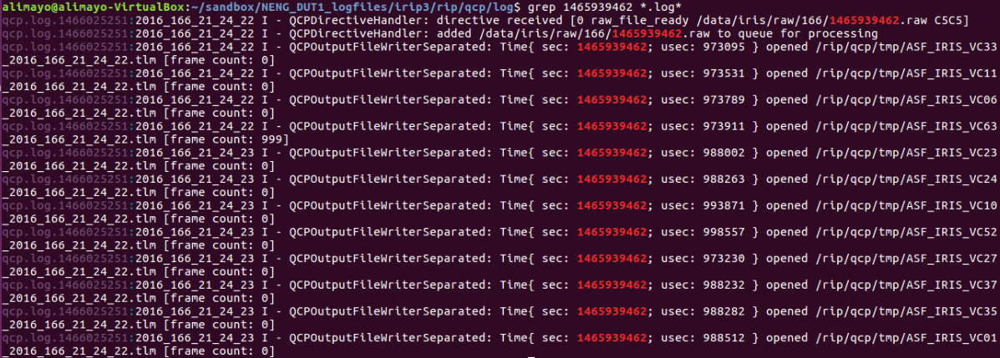 alimayo@alimayo-VirtualBox:~/sandbox/NENG_DUT1_logfiles/irip3/rip/qcp/log$ grep 1465939462 *.log*
qcp.log.1466025251:2016_166_21_24_22 I - QCPDirectiveHandler: directive received [0 raw_file_ready /data/iris/raw/166/1465939462.raw C5C5]
qcp.log.1466025251:2016_166_21_24_22 I - QCPDirectiveHandler: added /data/iris/raw/166/1465939462.raw to queue for processing
qcp.log.1466025251:2016_166_21_24_22 I - QCPOutputFileWriterSeparated: Time{ sec: 1465939462; usec: 973095 } opened /rip/qcp/tmp/ASF_IRIS_VC33
_2016_166_21_24_22.tlm [frame count: 0]
qcp.log.1466025251:2016_166_21_24_22 I - QCPOutputFileWriterSeparated: Time{ sec: 1465939462; usec: 973531 } opened /rip/qcp/tmp/ASF_IRIS_VC11
_2016_166_21_24_22.tlm [frame count: 0]
qcp.log.1466025251:2016_166_21_24_22 I - QCPOutputFileWriterSeparated: Time{ sec: 1465939462; usec: 973789 } opened /rip/qcp/tmp/ASF_IRIS_VC06
_2016_166_21_24_22.tlm [frame count: 0]
qcp.log.1466025251:2016_166_21_24_22 I - QCPOutputFileWriterSeparated: Time{ sec: 1465939462; usec: 973911 } opened /rip/qcp/tmp/ASF_IRIS_VC63
_2016_166_21_24_22.tlm [frame count: 999]
qcp.log.1466025251:2016_166_21_24_23 I - QCPOutputFileWriterSeparated: Time{ sec: 1465939462; usec: 988002 } opened /rip/qcp/tmp/ASF_IRIS_VC23
_2016_166_21_24_22.tlm [frame count: 0]
qcp.log.1466025251:2016_166_21_24_23 I - QCPOutputFileWriterSeparated: Time{ sec: 1465939462; usec: 988263 } opened /rip/qcp/tmp/ASF_IRIS_VC24
_2016_166_21_24_22.tlm [frame count: 0]
qcp.log.1466025251:2016_166_21_24_23 I - QCPOutputFileWriterSeparated: Time{ sec: 1465939462; usec: 993871 } opened /rip/qcp/tmp/ASF_IRIS_VC10
_2016_166_21_24_22.tlm [frame count: 0]
qcp.log.1466025251:2016_166_21_24_23 I - QCPOutputFileWriterSeparated: Time{ sec: 1465939462; usec: 998557 } opened /rip/qcp/tmp/ASF_IRIS_VC52
_2016_166_21_24_22.tlm [frame count: 0]
qcp.log.1466025251:2016_166_21_24_23 I - QCPOutputFileWriterSeparated: Time{ sec: 1465939462; usec: 973230 } opened /rip/qcp/tmp/ASF_IRIS_VC27
_2016_166_21_24_22.tlm [frame count: 0]
qcp.log.1466025251:2016_166_21_24_23 I - QCPOutputFileWriterSeparated: Time{ sec: 1465939462; usec: 988232 } opened /rip/qcp/tmp/ASF_IRIS_VC37
_2016_166_21_24_22.tlm [frame count: 0]
qcp.log.1466025251:2016_166_21_24_23 I - QCPOutputFileWriterSeparated: Time{ sec: 1465939462; usec: 988282 } opened /rip/qcp/tmp/ASF_IRIS_VC35
_2016_166_21_24_22.tlm [frame count: 0]
qcp.log.1466025251:2016_166_21_24_23 I - QCPOutputFileWriterSeparated: Time{ sec: 1465939462; usec: 988512 } opened /rip/qcp/tmp/ASF_IRIS_VC01
_2016_166_21_24_22.tlm [frame count: 0]